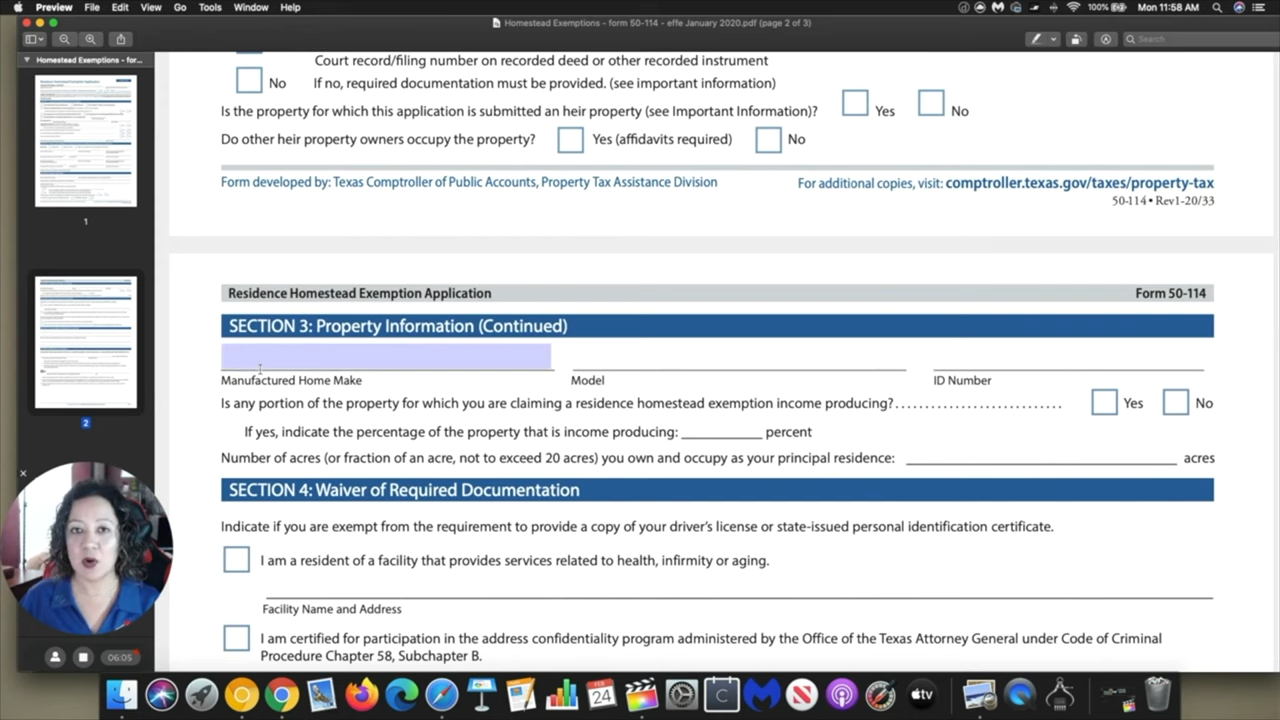 Preview File Edit View Go Tools Window Help 100% Mon 11:58 AM
Homestead Exemptions - form 50-114 - effe January 2020.pdf (page 2 of 3)
Search
Homestead Exemptions - for...
1
2
Court record/filing number on recorded deed or other recorded instrument
No If no, required documentation must be provided. (see important information)
Is the property for which this application is submitted an heir property (see Important Information)? Yes No
Do other heir property owners occupy the property? Yes (affidavits required) No
Form developed by: Texas Comptroller of Public Accounts, Property Tax Assistance Division
For additional copies, visit: comptroller.texas.gov/taxes/property-tax
50-114 • Rev1-20/33
Residence Homestead Exemption Application Form 50-114
SECTION 3: Property Information (Continued)
Manufactured Home Make Model ID Number
Is any portion of the property for which you are claiming a residence homestead exemption income producing?. . . . . . . . . . . . . . . . . . . . . . . . . . . . Yes No
If yes, indicate the percentage of the property that is income producing: ____________ percent
Number of acres (or fraction of an acre, not to exceed 20 acres) you own and occupy as your principal residence: ____________ acres
SECTION 4: Waiver of Required Documentation
Indicate if you are exempt from the requirement to provide a copy of your driver's license or state-issued personal identification certificate.
I am a resident of a facility that provides services related to health, infirmity or aging.
Facility Name and Address
I am certified for participation in the address confidentiality program administered by the Office of the Texas Attorney General under Code of Criminal
Procedure Chapter 58, Subchapter B.
06:05
FEB
24
tv